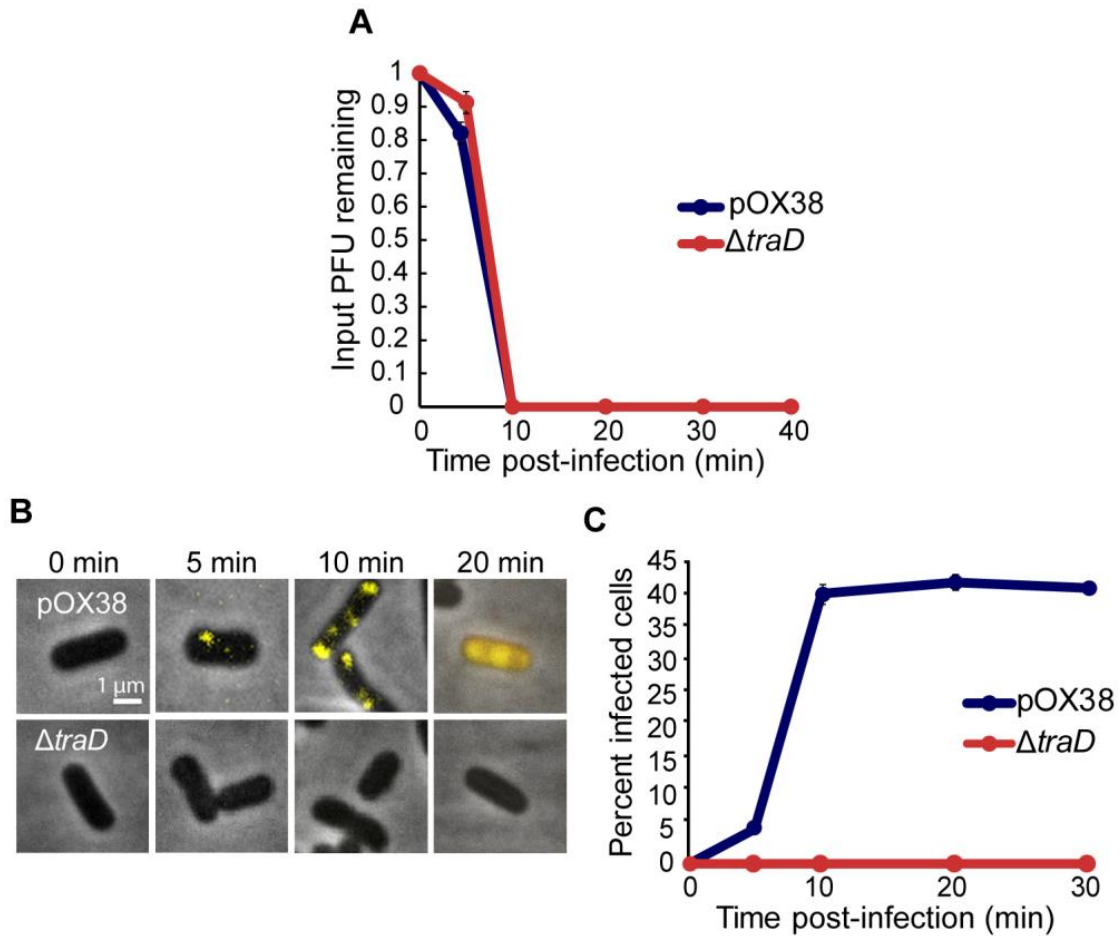 A
Input PFU remaining
1
0.9
0.8
0.7
0.6
0.5
0.4
0.3
0.2
0.1
0
0 10 20 30 40
Time post-infection (min)
pOX38
ΔtraD
B
0 min 5 min 10 min 20 min
pOX38
1 µm
ΔtraD
C
Percent infected cells
45
40
35
30
25
20
15
10
5
0
0 10 20 30
Time post-infection (min)
pOX38
ΔtraD